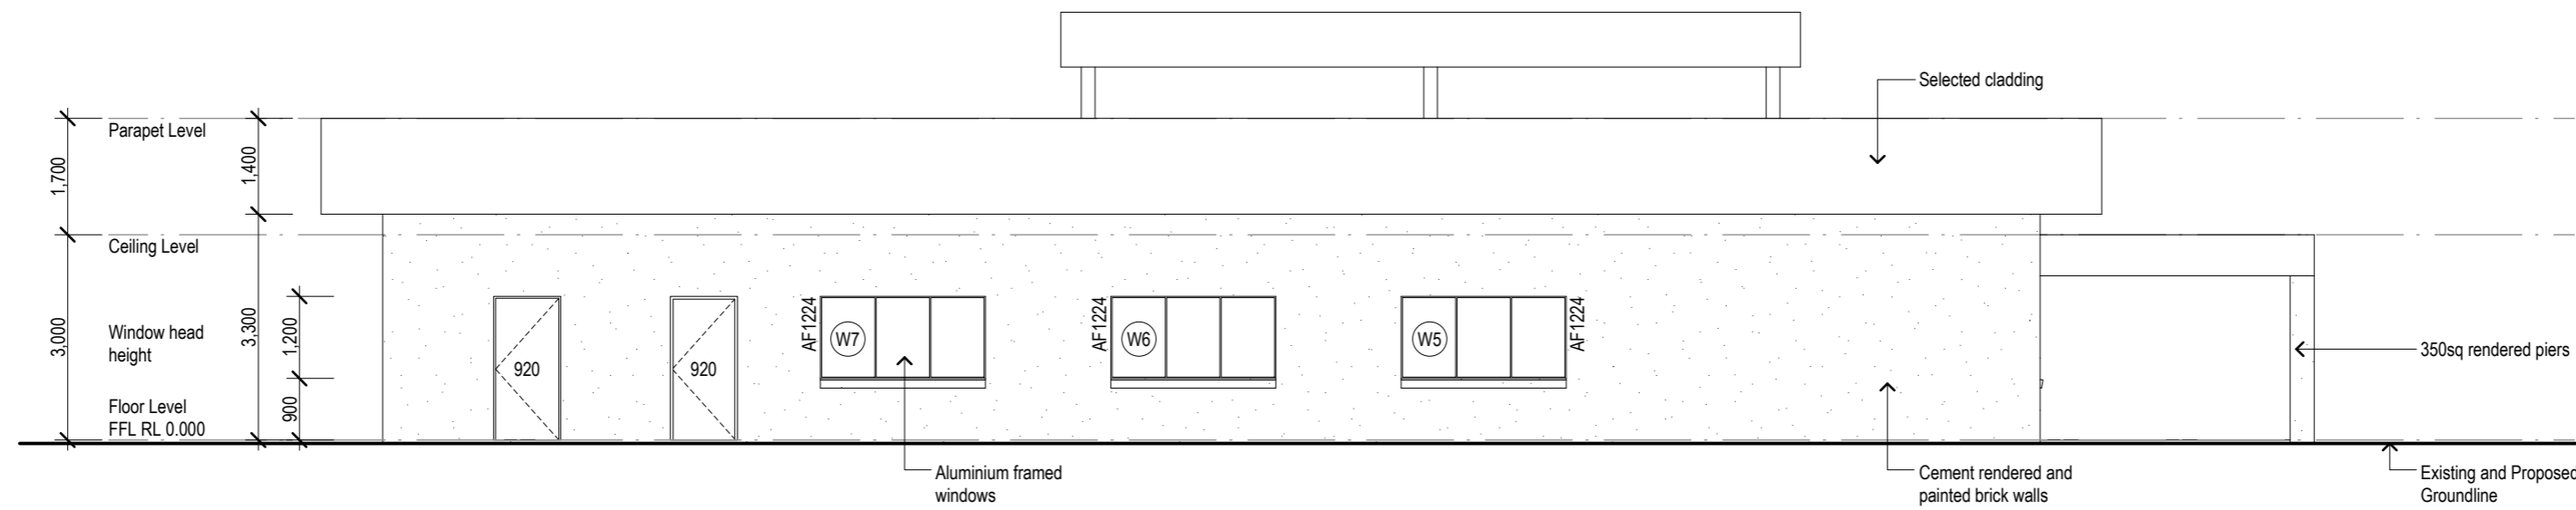 Selected cladding
Parapet Level
1,700
1,400
Ceiling Level
3,000
Window head
height
3,300
1,200
Floor Level
FFL RL 0.000
900
920
920
AF1224
W7
AF1224
W6
W5
AF1224
350sq rendered piers
Aluminium framed
windows
Cement rendered and
painted brick walls
Existing and Proposed
Groundline